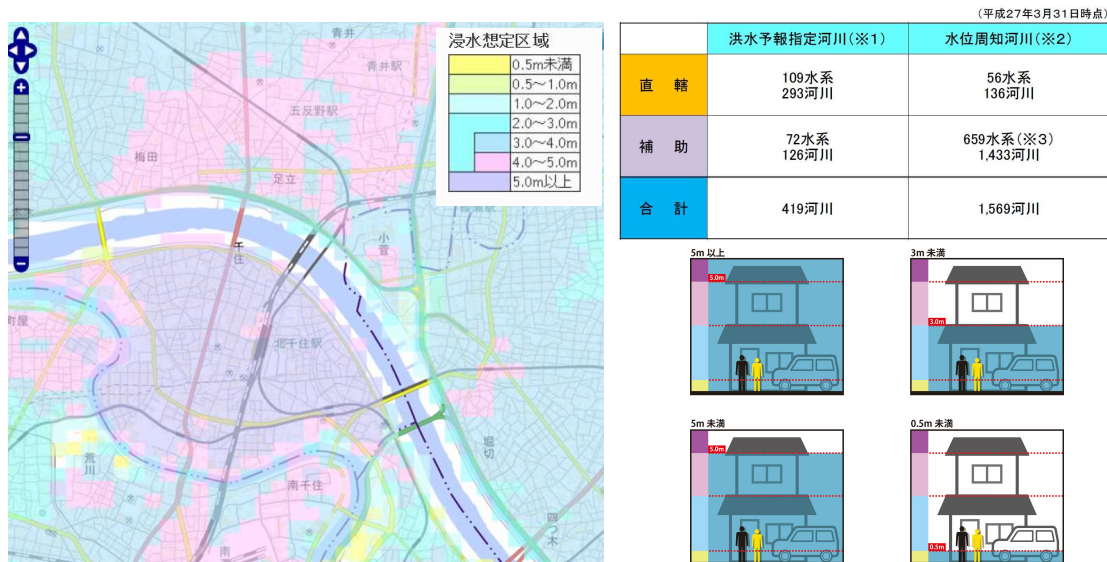 青井
青井駅
五反野駅
梅田
足立
千住
小菅
町屋
北千住駅
荒川
堀切
南千住
四つ木
南
浸水想定区域
0.5m未満
0.5～1.0m
1.0～2.0m
2.0～3.0m
3.0～4.0m
4.0～5.0m
5.0m以上
(平成27年3月31日時点)
洪水予報指定河川(※1) 水位周知河川(※2)
直 轄
109水系 56水系
293河川 136河川
補 助
72水系 659水系(※3)
126河川 1,433河川
合 計 419河川 1,569河川
5m 以上
5.0m
3m 未満
3.0m
5m 未満
5.0m
0.5m 未満
0.5m